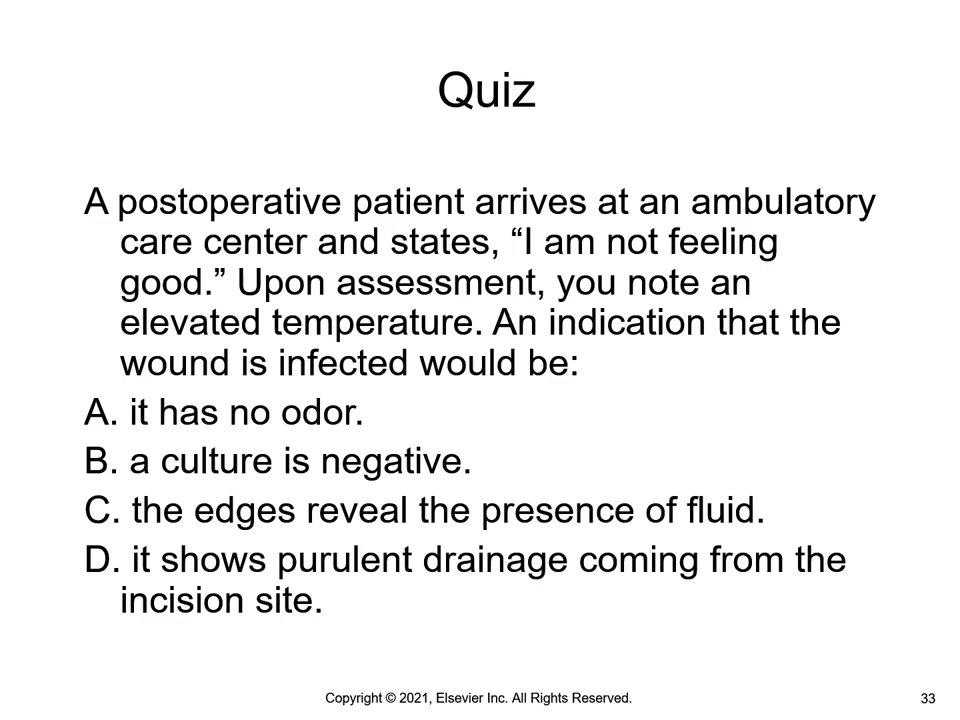 Quiz
A postoperative patient arrives at an ambulatory
care center and states, “I am not feeling
good.” Upon assessment, you note an
elevated temperature. An indication that the
wound is infected would be:
A. it has no odor.
B. a culture is negative.
C. the edges reveal the presence of fluid.
D. it shows purulent drainage coming from the
incision site.
Copyright © 2021, Elsevier Inc. All Rights Reserved.
33